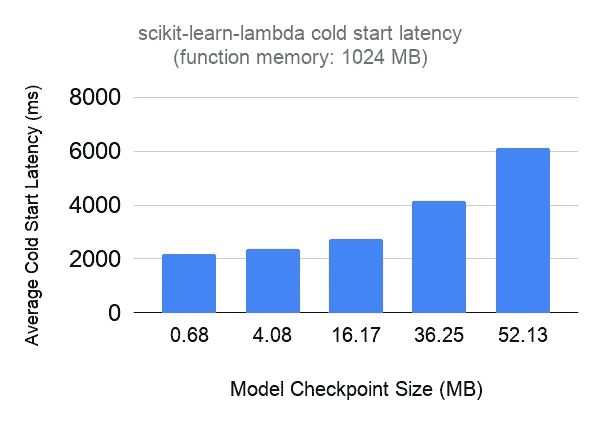 scikit-learn-lambda cold start latency
(function memory: 1024 MB)
Average Cold Start Latency (ms)
8000
6000
4000
2000
0
0.68 4.08 16.17 36.25 52.13
Model Checkpoint Size (MB)